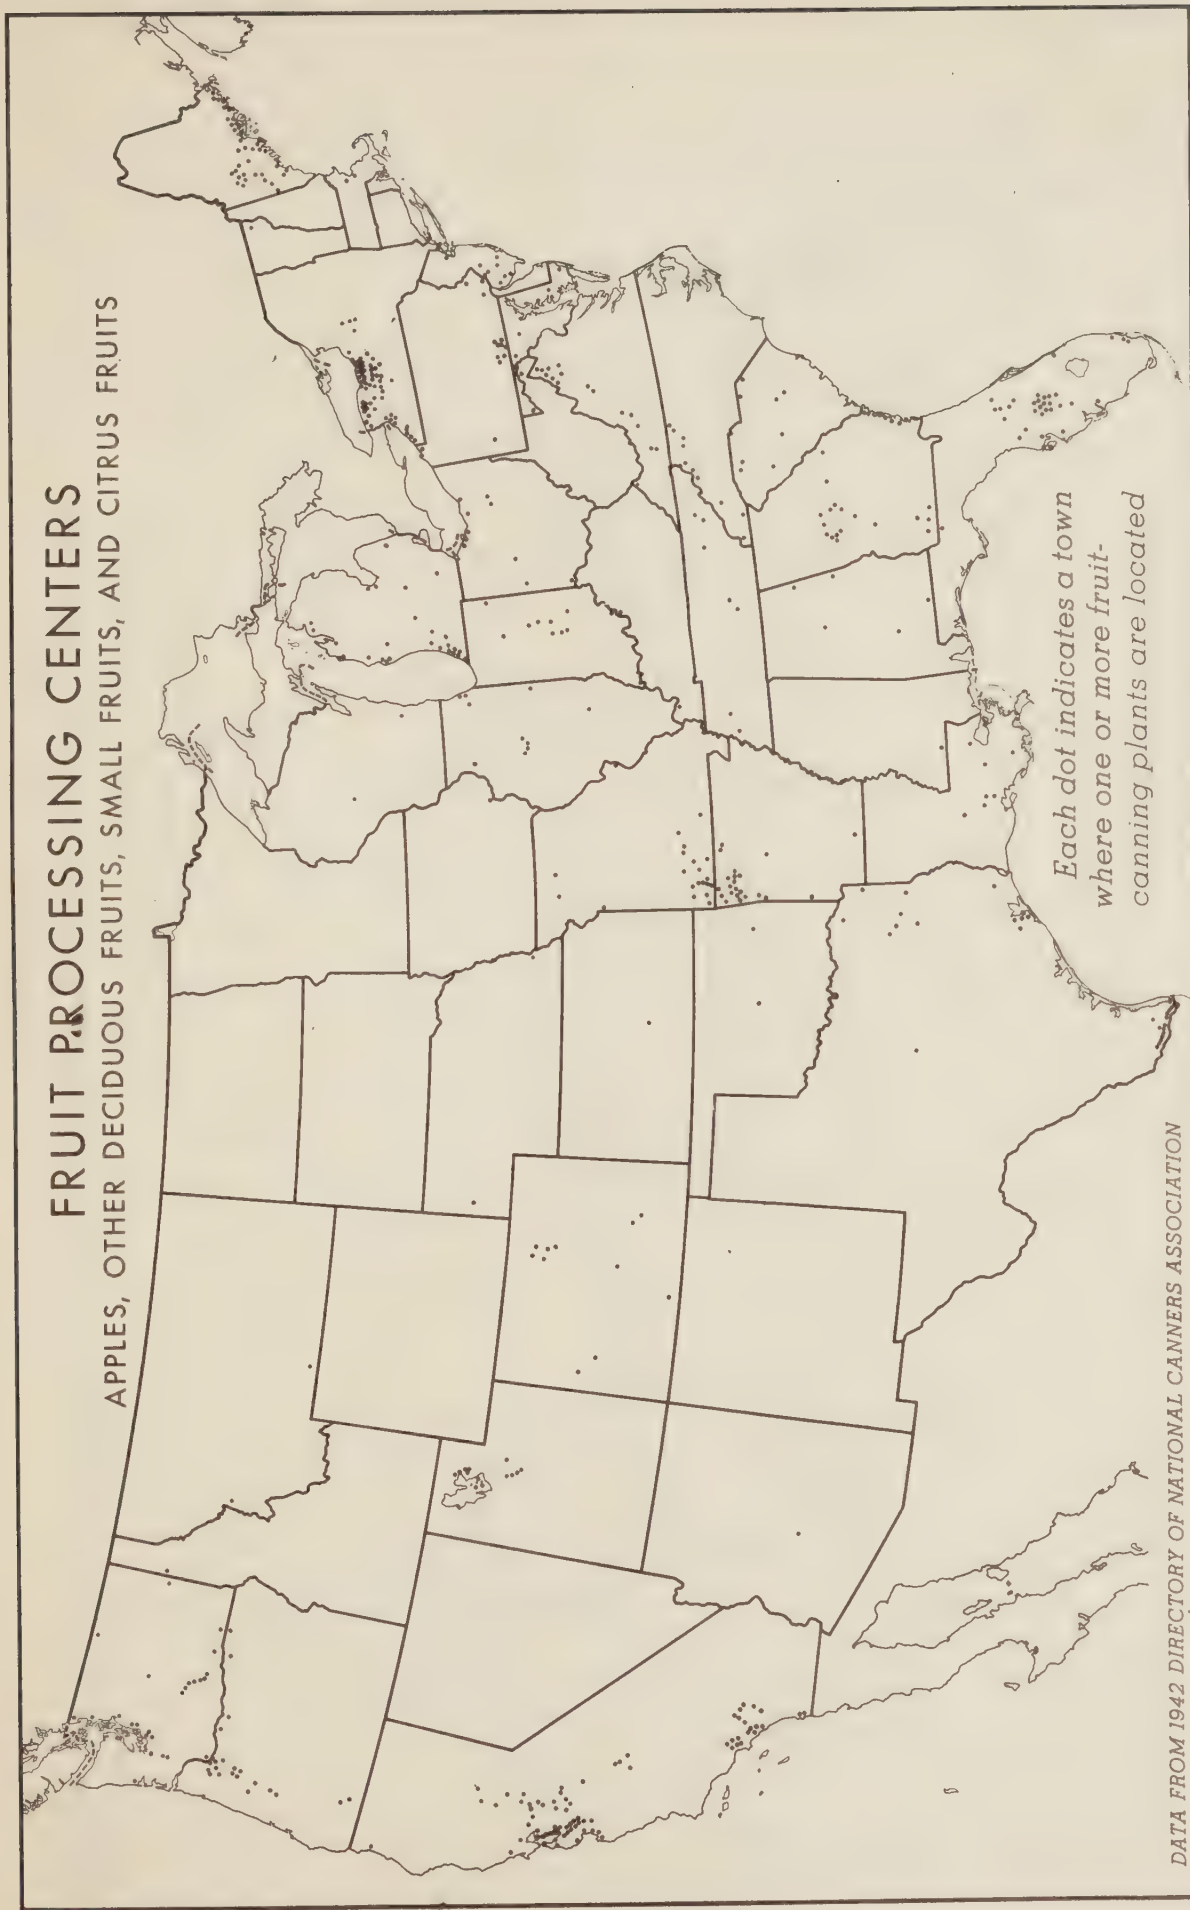 FRUIT PROCESSING CENTERS
APPLES, OTHER DECIDUOUS FRUITS, SMALL FRUITS, AND CITRUS FRUITS
Each dot indicates a town
where one or more fruit-
canning plants are located
DATA FROM 1942 DIRECTORY OF NATIONAL CANNERS ASSOCIATION